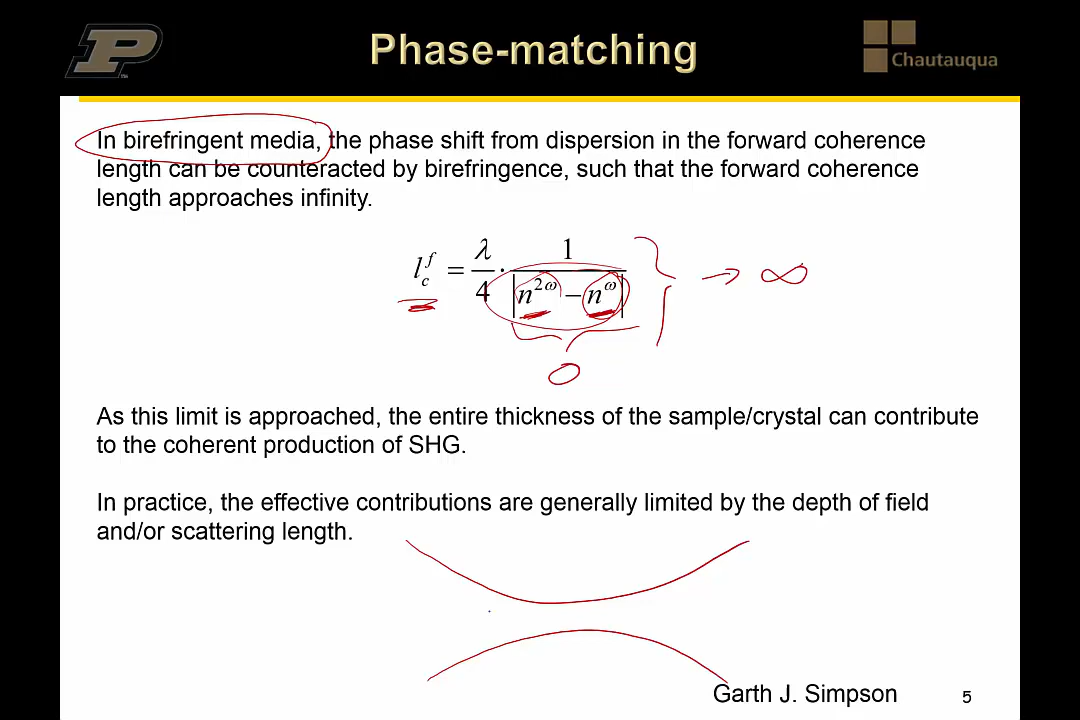 Phase-matching
P
Chautauqua
In birefringent media, the phase shift from dispersion in the forward coherence
length can be counteracted by birefringence, such that the forward coherence
length approaches infinity.
l_c^f = λ/4 · 1/|n^{2ω} − n^ω| → ∞
0
As this limit is approached, the entire thickness of the sample/crystal can contribute
to the coherent production of SHG.
In practice, the effective contributions are generally limited by the depth of field
and/or scattering length.
Garth J. Simpson
5